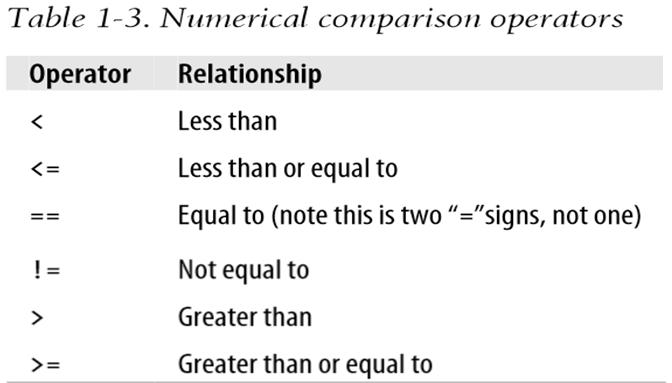 Table 1-3. Numerical comparison operators
Operator Relationship
< Less than
<= Less than or equal to
== Equal to (note this is two “=”signs, not one)
!= Not equal to
> Greater than
>= Greater than or equal to